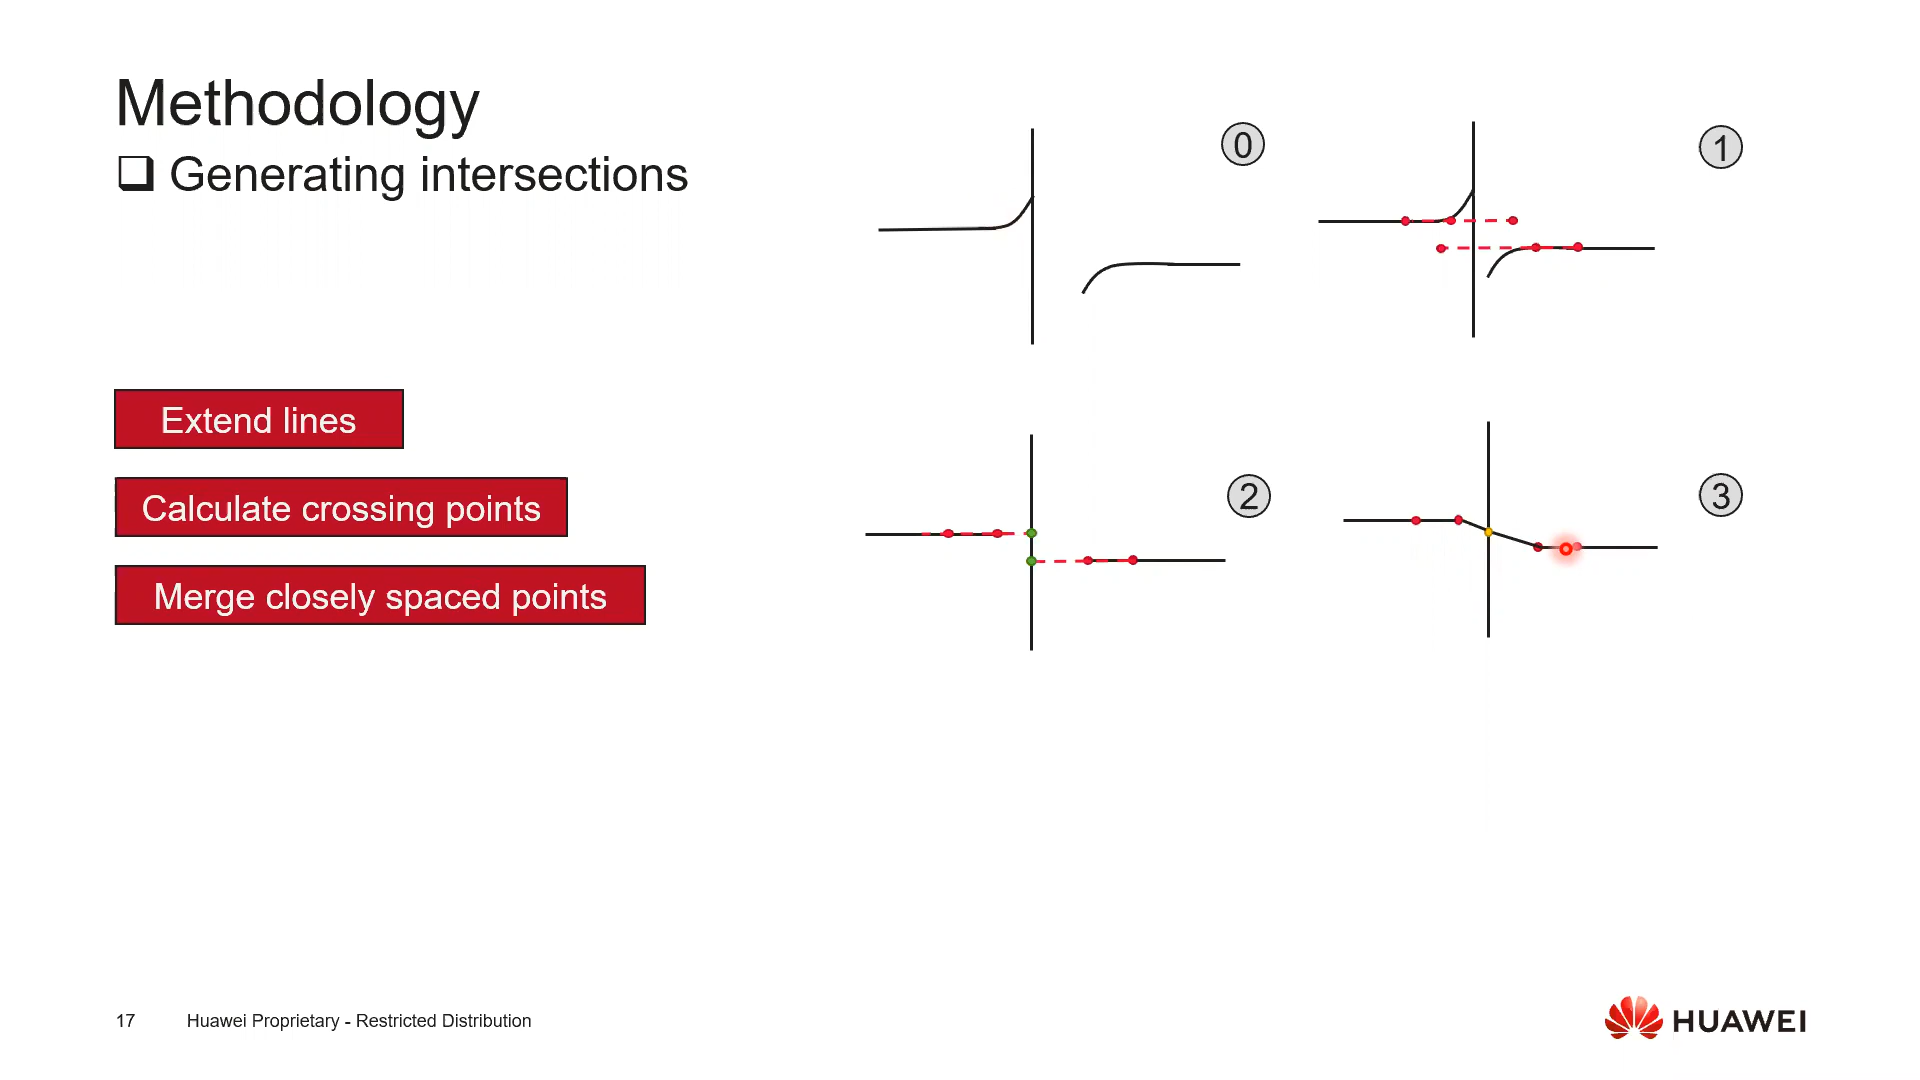 Methodology
Generating intersections
0
1
Extend lines
Calculate crossing points
Merge closely spaced points
2
3
17
Huawei Proprietary - Restricted Distribution
HUAWEI